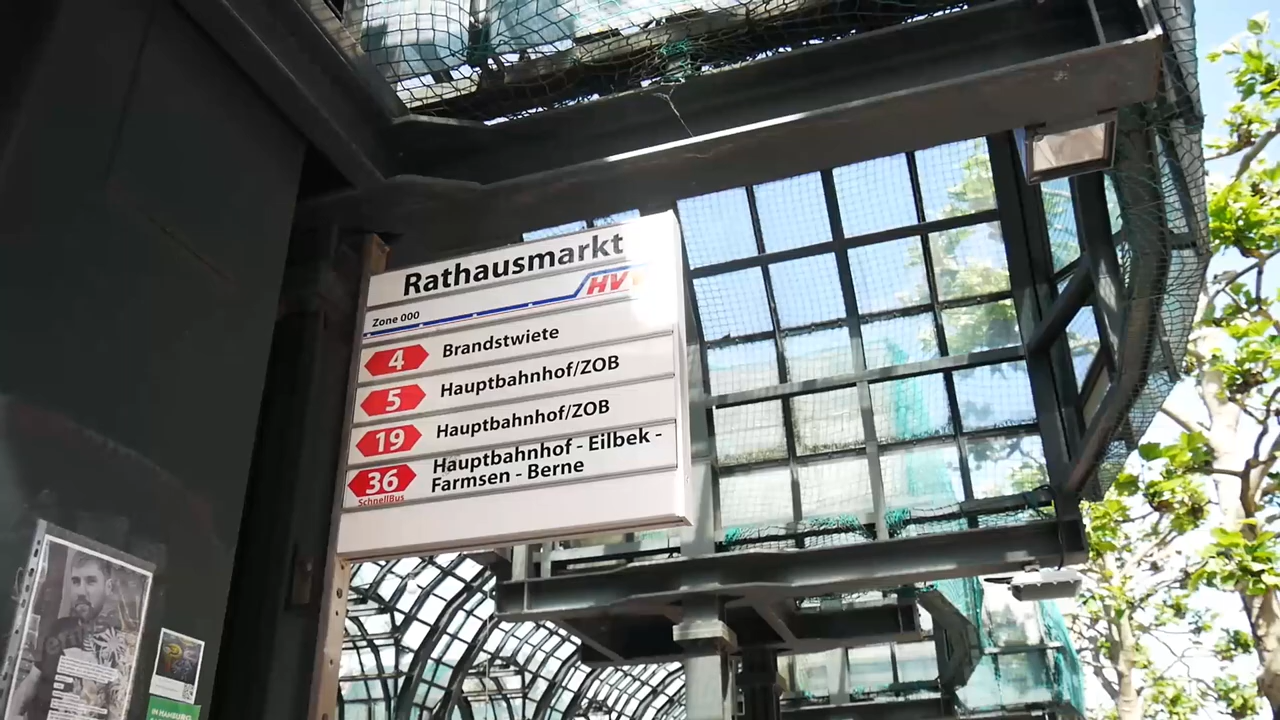 Rathausmarkt
HVV
Zone 000
4 Brandstwiete
5 Hauptbahnhof/ZOB
19 Hauptbahnhof/ZOB
36 Hauptbahnhof - Eilbek -
SchnellBus Farmsen - Berne
IN HAMBURG